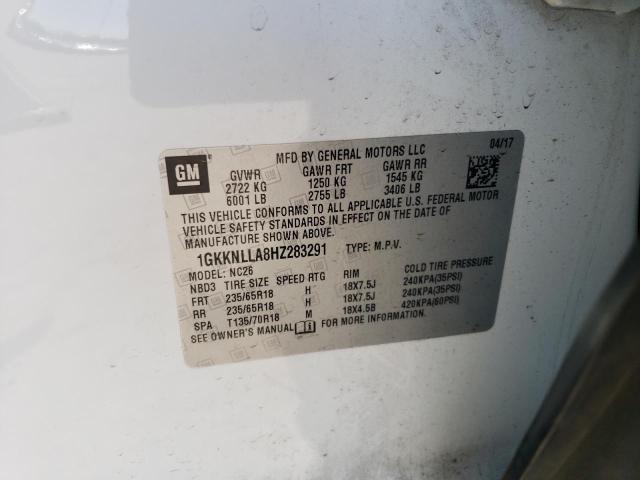 GM
MFD BY GENERAL MOTORS LLC 04/17
GVWR GAWR FRT GAWR RR
2722 KG 1250 KG 1545 KG
6001 LB 2755 LB 3406 LB
THIS VEHICLE CONFORMS TO ALL APPLICABLE U.S. FEDERAL MOTOR
VEHICLE SAFETY STANDARDS IN EFFECT ON THE DATE OF
MANUFACTURE SHOWN ABOVE.
1GKKNLLA8HZ283291 TYPE: M.P.V.
MODEL: NC26
NBD3 TIRE SIZE SPEED RTG RIM COLD TIRE PRESSURE
FRT 235/65R18 H 18X7.5J 240KPA(35PSI)
RR 235/65R18 H 18X7.5J 240KPA(35PSI)
SPA T135/70R18 M 18X4.5B 420KPA(60PSI)
SEE OWNER'S MANUAL FOR MORE INFORMATION.